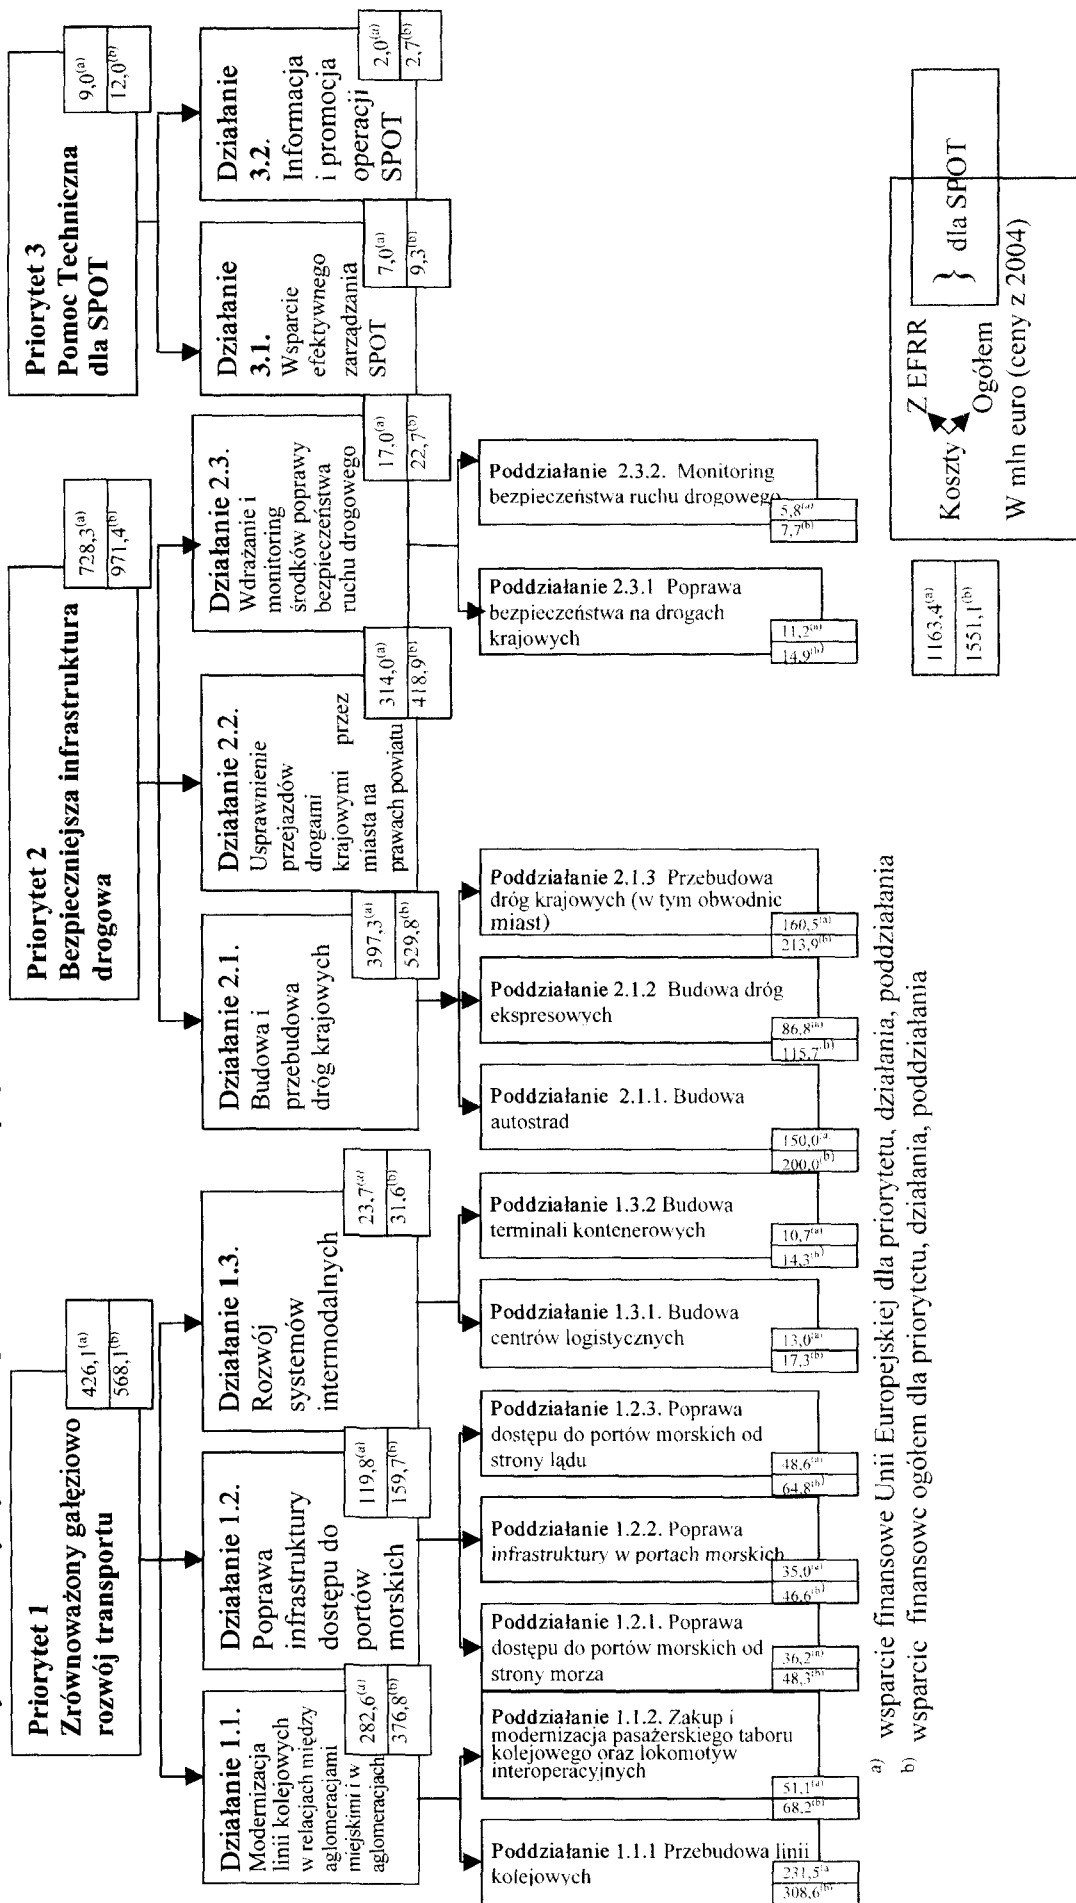 Priorytet 1
Zrównoważony gałęziowo
rozwój transportu
426,1(a)
568,1(b)
Priorytet 2
Bezpieczniejsza infrastruktura
drogowa
728,3(a)
971,4(b)
Priorytet 3
Pomoc Techniczna
dla SPOT
9,0(a)
12,0(b)
Działanie 1.1.
Modernizacja
linii kolejowych
w relacjach między
aglomeracjami
miejskimi i w
aglomeracjach
282,6(a)
376,8(b)
Działanie 1.2.
Poprawa
infrastruktury
dostępu do
portów
morskich
119,8(a)
159,7(b)
Działanie 1.3.
Rozwój
systemów
intermodalnych
23,7(a)
31,6(b)
Działanie 2.1.
Budowa i
przebudowa
dróg krajowych
397,3(a)
529,8(b)
Działanie 2.2.
Usprawnienie
przejazdów
drogami
krajowymi przez
miasta na
prawach powiatu
314,0(a)
418,9(b)
Działanie 2.3.
Wdrażanie i
monitoring
środków poprawy
bezpieczeństwa
ruchu drogowego
17,0(a)
22,7(b)
Działanie
3.1. Wsparcie
efektywnego
zarządzania
SPOT
7,0(a)
9,3(b)
Działanie
3.2.
Informacja
i promocja
operacji
SPOT
2,0(a)
2,7(b)
Poddziałanie 1.1.1 Przebudowa linii
kolejowych
231,5(a
308,6(b)
Poddziałanie 1.1.2. Zakup i
modernizacja pasażerskiego taboru
kolejowego oraz lokomotyw
interoperacyjnych
51,1(a)
68,2(b)
Poddziałanie 1.2.1. Poprawa
dostępu do portów morskich od
strony morza
36,2(a)
48,3(b)
Poddziałanie 1.2.2. Poprawa
infrastruktury w portach morskich
35,0(a)
46,6(b)
Poddziałanie 1.2.3. Poprawa
dostępu do portów morskich od
strony lądu
48,6(a)
64,8(b)
Poddziałanie 1.3.1. Budowa
centrów logistycznych
13,0(a)
17,3(b)
Poddziałanie 1.3.2 Budowa
terminali kontenerowych
10,7(a)
14,3(b)
Poddziałanie 2.1.1. Budowa
autostrad
150,0(a
200,0(b)
Poddziałanie 2.1.2 Budowa dróg
ekspresowych
86,8(a)
115,7(b)
Poddziałanie 2.1.3 Przebudowa
dróg krajowych (w tym obwodnic
miast)
160,5(a)
213,9(b)
Poddziałanie 2.3.1 Poprawa
bezpieczeństwa na drogach
krajowych
11,2(a)
14,9(b)
Poddziałanie 2.3.2. Monitoring
bezpieczeństwa ruchu drogowego
5,8(a)
7,7(b)
1163,4(a)
1551,1(b)
Z EFRR
Koszty } dla SPOT
Ogółem
W mln euro (ceny z 2004)
a) wsparcie finansowe Unii Europejskiej dla priorytetu, działania, poddziałania
b) wsparcie finansowe ogółem dla priorytetu, działania, poddziałania